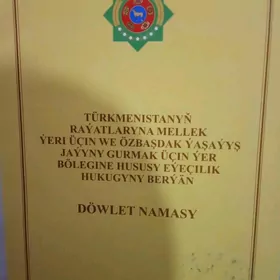 TÜRKMENISTANYŇ
RAÝATLARYNA MELLEK
ÝERI ÜÇIN WE ÖZBAŞDAK ÝAŞAÝYŞ
JAÝYNY GURMAK ÜÇIN ÝER
BÖLEGINE HUSUSY EÝEÇILIK
HUKUGYNY BERÝÄN
DÖWLET NAMASY